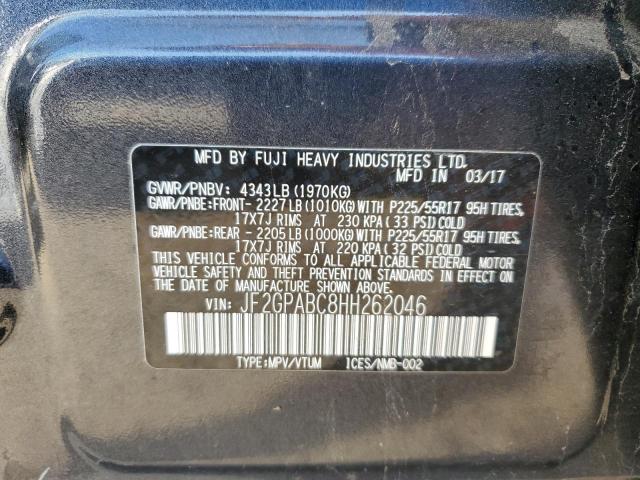 MFD BY FUJI HEAVY INDUSTRIES LTD.
MFD IN 03/17
GVWR/PNBV: 4343LB(1970KG)
GAWR/PNBE:FRONT- 2227LB(1010KG)WITH P225/55R17 95H TIRES,
17X7J RIMS AT 230 KPA( 33 PSI)COLD
GAWR/PNBE:REAR - 2205LB(1000KG)WITH P225/55R17 95H TIRES,
17X7J RIMS AT 220 KPA( 32 PSI)COLD
THIS VEHICLE CONFORMS TO ALL APPLICABLE FEDERAL MOTOR
VEHICLE SAFETY AND THEFT PREVENTION STANDARDS IN EFFECT ON
THE DATE OF MANUFACTURE SHOWN ABOVE.
VIN: JF2GPABC8HH262046
TYPE:MPV/VTUM ICES/NMB-002